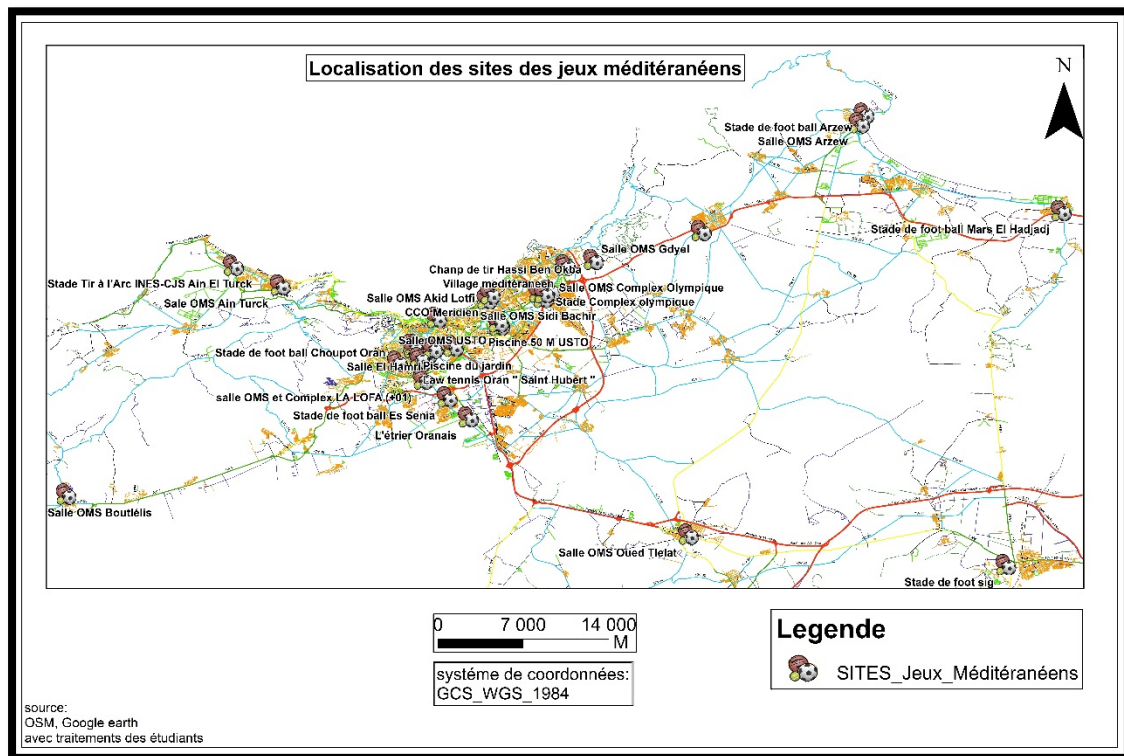 Localisation des sites des jeux méditéranéens
N
Stade de foot ball Arzew
Salle OMS Arzew
Stade de foot ball Mars El Hadjadj
Salle OMS Gdyel
Chanp de tir Hassi Ben Okba
Village mediteraneen
Salle OMS Complex Olympique
Stade Complex olympique
Stade Tir à l'Arc INES-CJS Ain El Turck
Sale OMS Ain Turck
Salle OMS Akid Lotfi
CCO Meridien
Salle OMS Sidi Bachir
Salle OMS USTO
Piscine 50 M USTO
Stade de foot ball Choupot Oran
Salle El Hamri
Piscine du jardin
Law tennis Oran " Saint Hubert "
salle OMS et Complex LA LOFA (+01)
Stade de foot ball Es Senia
L'étrier Oranais
Salle OMS Boutlélis
Salle OMS Oued Tlelat
Stade de foot sig
0 7 000 14 000
M
systéme de coordonnées:
GCS_WGS_1984
Legende
SITES_Jeux_Méditéranéens
source:
OSM, Google earth
avec traitements des étudiants